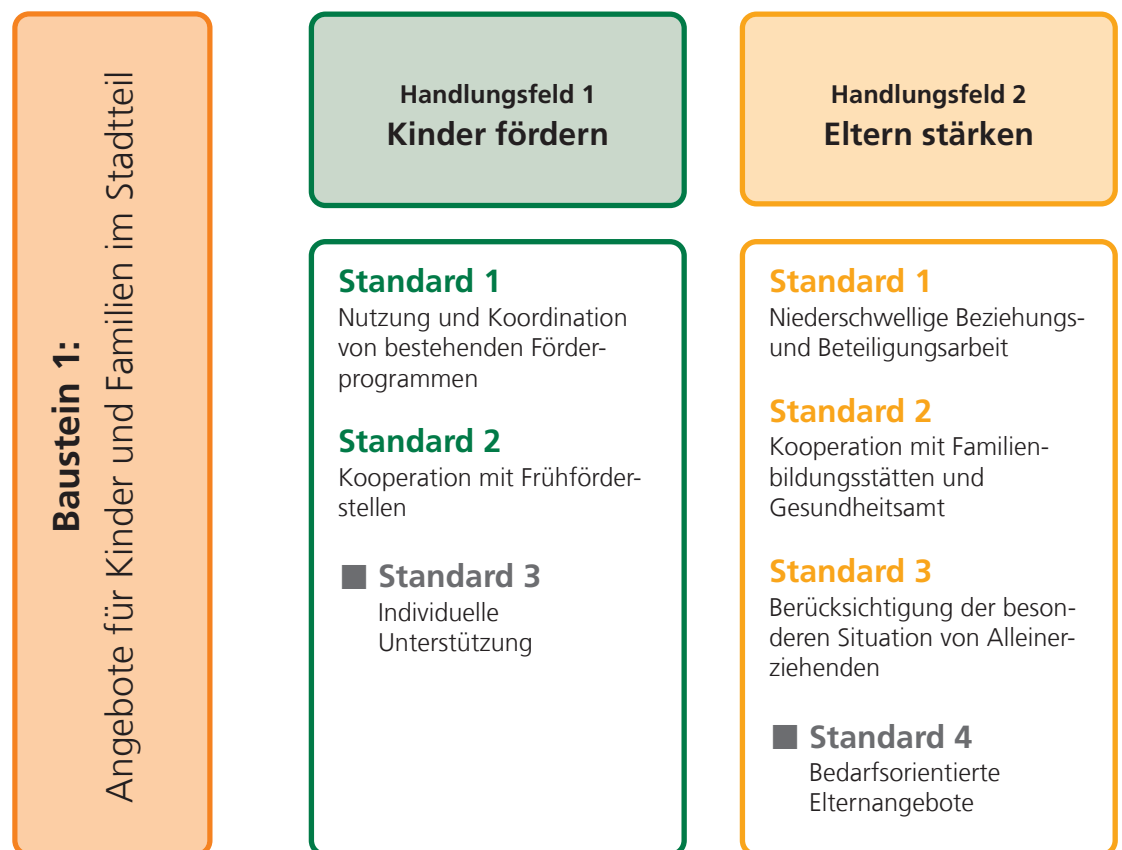 Baustein 1:
Angebote für Kinder und Familien im Stadtteil
Handlungsfeld 1
Kinder fördern
Standard 1
Nutzung und Koordination
von bestehenden Förder-
programmen
Standard 2
Kooperation mit Frühförder-
stellen
■ Standard 3
Individuelle
Unterstützung
Handlungsfeld 2
Eltern stärken
Standard 1
Niederschwellige Beziehungs-
und Beteiligungsarbeit
Standard 2
Kooperation mit Familien-
bildungsstätten und
Gesundheitsamt
Standard 3
Berücksichtigung der beson-
deren Situation von Alleiner-
ziehenden
■ Standard 4
Bedarfsorientierte
Elternangebote